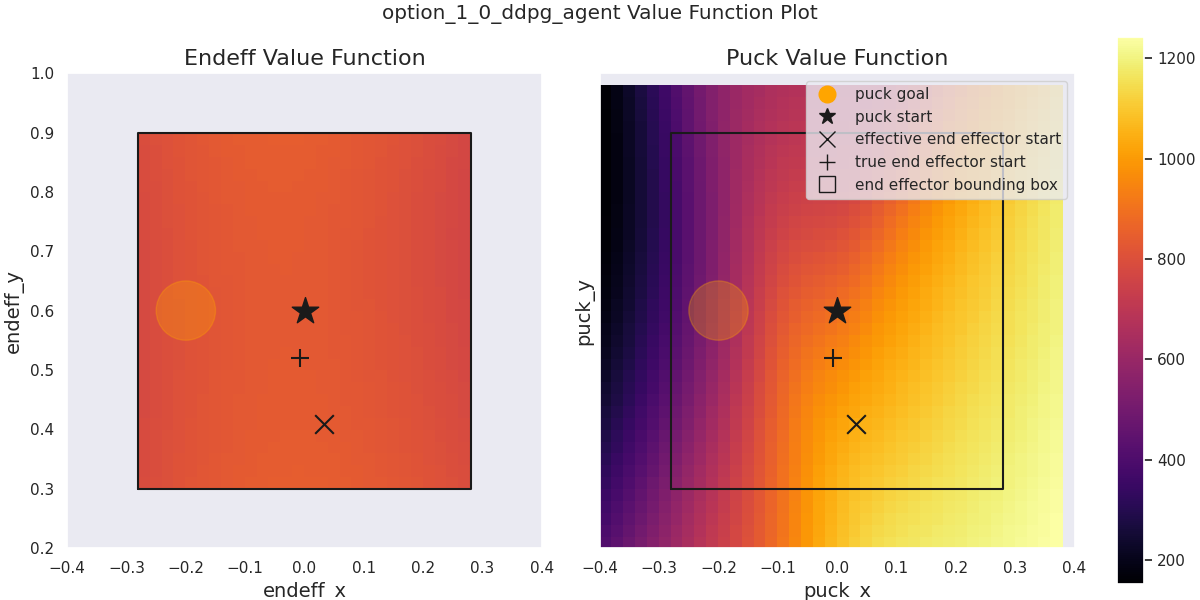 option_1_0_ddpg_agent Value Function Plot
Endeff Value Function
Puck Value Function
endeff_y
1.0
0.9
0.8
0.7
0.6
0.5
0.4
0.3
0.2
−0.4 −0.3 −0.2 −0.1 0.0 0.1 0.2 0.3 0.4
endeff_x
puck_y
puck goal
puck start
effective end effector start
true end effector start
end effector bounding box
−0.4 −0.3 −0.2 −0.1 0.0 0.1 0.2 0.3 0.4
puck_x
1200
1000
800
600
400
200